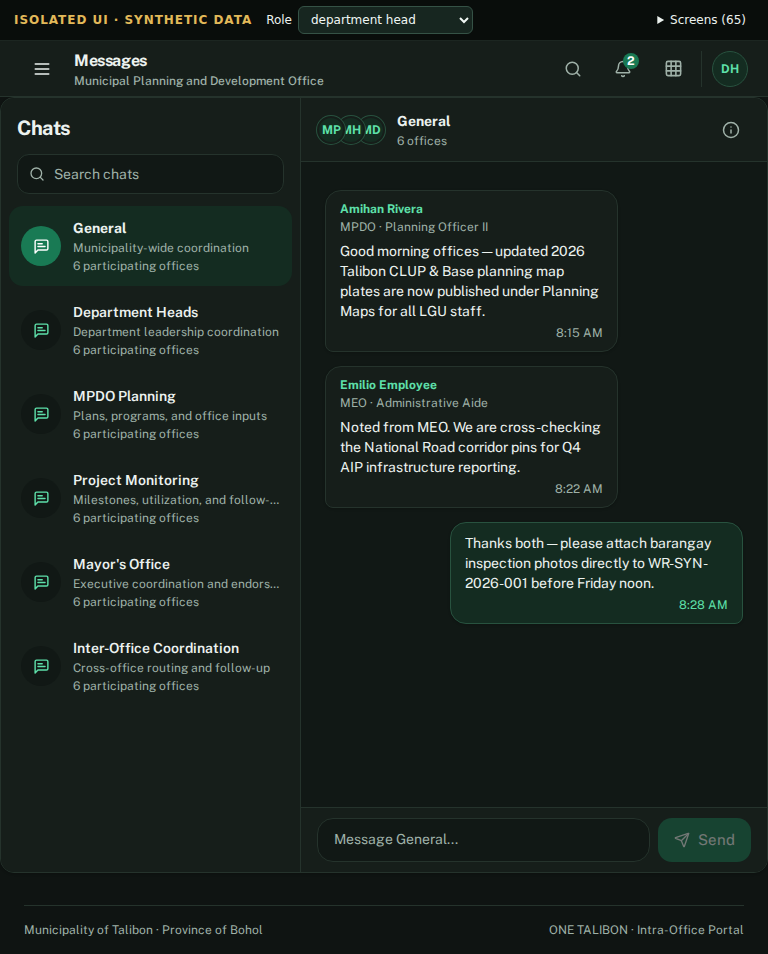 ISOLATED UI · SYNTHETIC DATA Role department head Screens (65)
Messages
Municipal Planning and Development Office
2
DH
Chats
Search chats
General
Municipality-wide coordination
6 participating offices
Department Heads
Department leadership coordination
6 participating offices
MPDO Planning
Plans, programs, and office inputs
6 participating offices
Project Monitoring
Milestones, utilization, and follow-...
6 participating offices
Mayor's Office
Executive coordination and endors...
6 participating offices
Inter-Office Coordination
Cross-office routing and follow-up
6 participating offices
MP MH MD
General
6 offices
Amihan Rivera
MPDO · Planning Officer II
Good morning offices — updated 2026
Talibon CLUP & Base planning map
plates are now published under Planning
Maps for all LGU staff.
8:15 AM
Emilio Employee
MEO · Administrative Aide
Noted from MEO. We are cross-checking
the National Road corridor pins for Q4
AIP infrastructure reporting.
8:22 AM
Thanks both — please attach barangay
inspection photos directly to WR-SYN-
2026-001 before Friday noon.
8:28 AM
Message General...
Send
Municipality of Talibon · Province of Bohol
ONE TALIBON · Intra-Office Portal